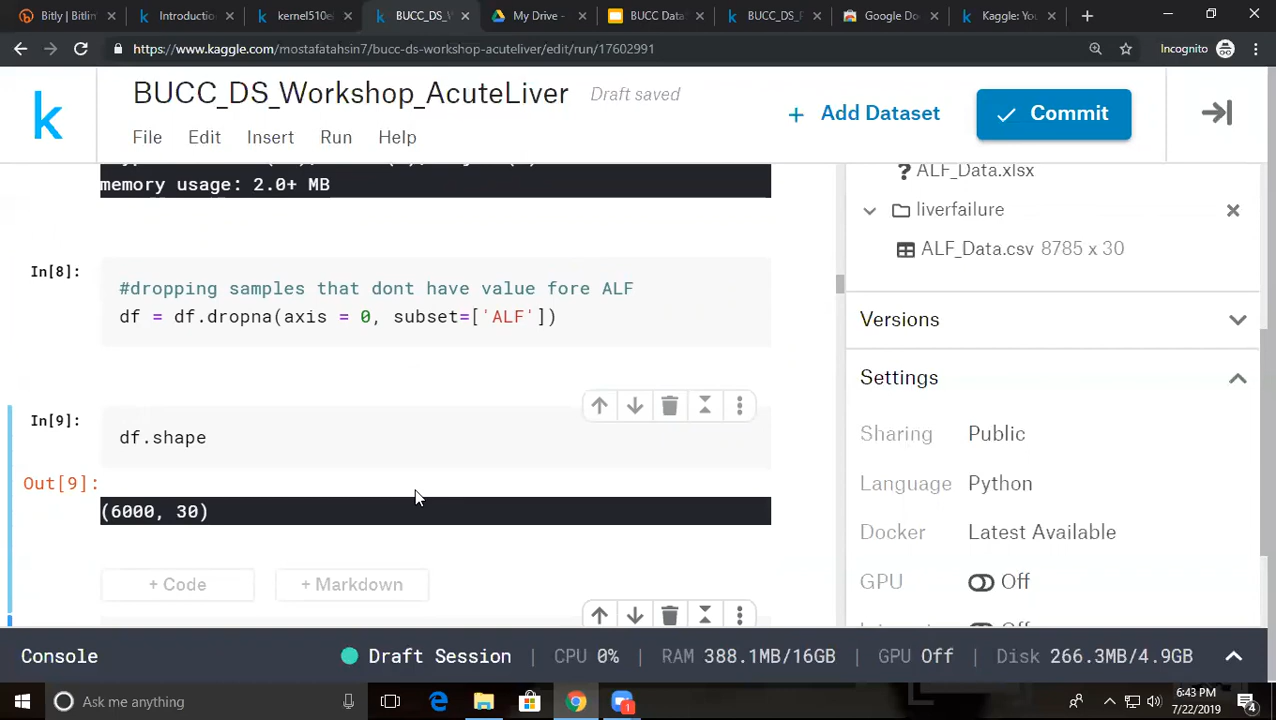 Bitly | Bitlin
Introduction
kernel510e
BUCC_DS_W
My Drive -
BUCC Data
BUCC_DS_
Google Do
Kaggle: Yo
https://www.kaggle.com/mostafatahsin7/bucc-ds-workshop-acuteliver/edit/run/17602991
Incognito
BUCC_DS_Workshop_AcuteLiver
Draft saved
+ Add Dataset
Commit
File Edit Insert Run Help
memory usage: 2.0+ MB
In[8]:
#dropping samples that dont have value fore ALF
df = df.dropna(axis = 0, subset=['ALF'])
In[9]:
df.shape
Out[9]:
(6000, 30)
+ Code
+ Markdown
ALF_Data.xlsx
liverfailure
ALF_Data.csv 8785 x 30
Versions
Settings
Sharing Public
Language Python
Docker Latest Available
GPU Off
Console
Draft Session | CPU 0% | RAM 388.1MB/16GB | GPU Off | Disk 266.3MB/4.9GB
Ask me anything
6:43 PM
7/22/2019